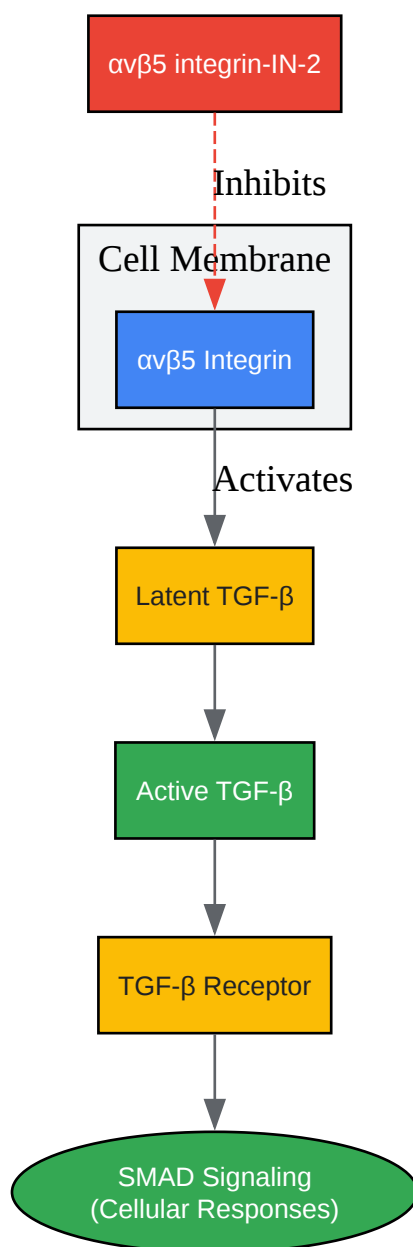 αvβ5 integrin-IN-2
Inhibits
Cell Membrane
αvβ5 Integrin
Activates
Latent TGF-β
Active TGF-β
TGF-β Receptor
SMAD Signaling
(Cellular Responses)